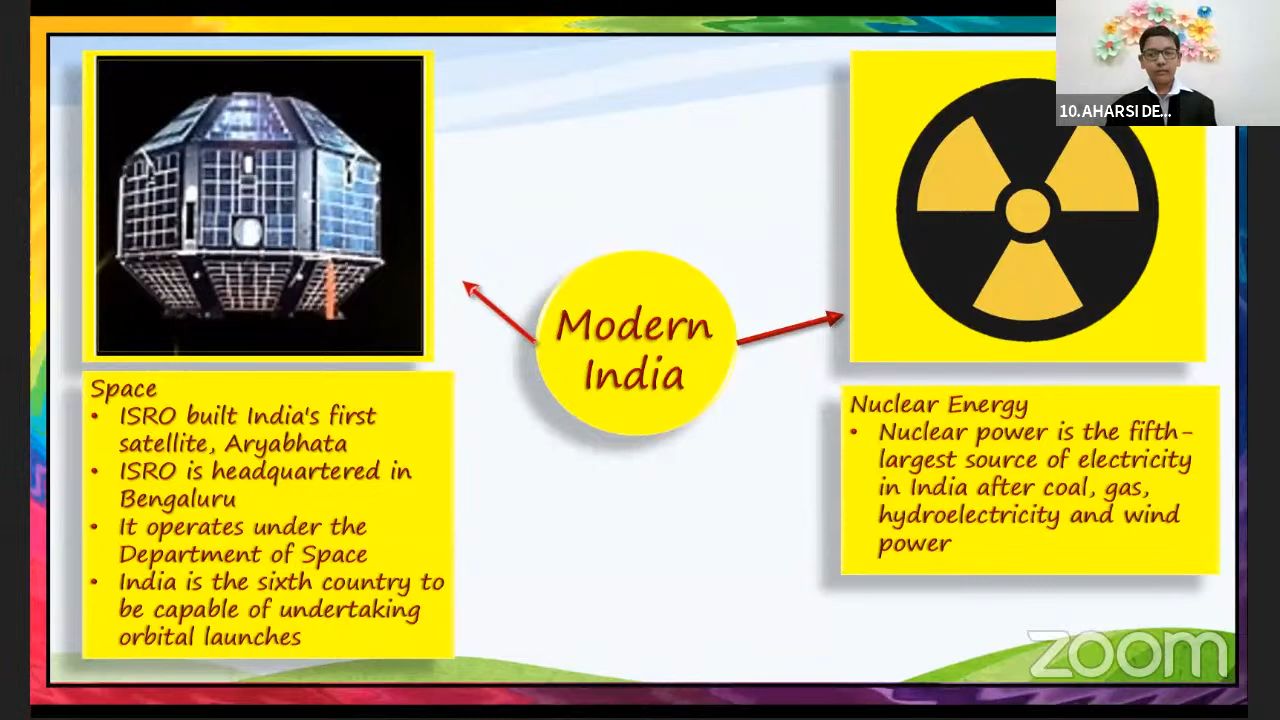 10.AHARSI DE...
Modern
India
Space
• ISRO built India's first
satellite, Aryabhata
• ISRO is headquartered in
Bengaluru
• It operates under the
Department of Space
• India is the sixth country to
be capable of undertaking
orbital launches
Nuclear Energy
• Nuclear power is the fifth-
largest source of electricity
in India after coal, gas,
hydroelectricity and wind
power
zoom